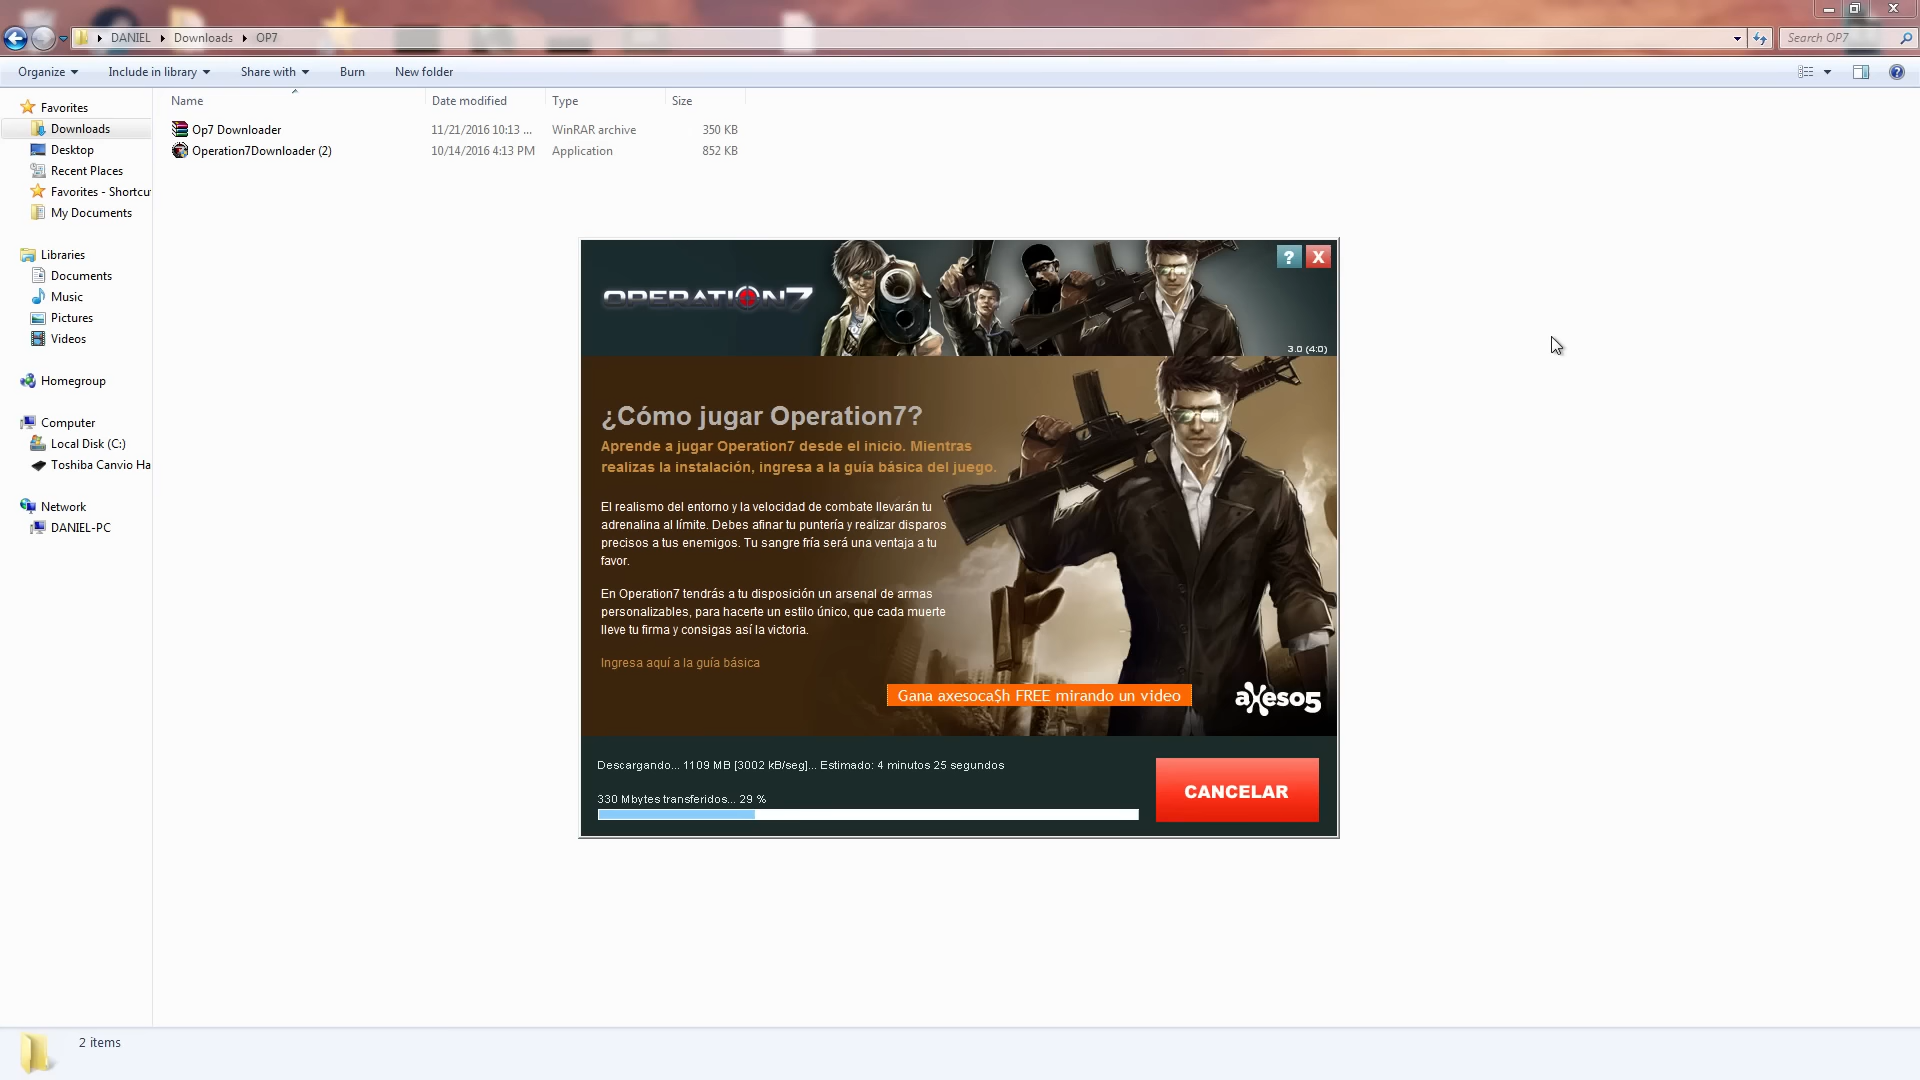 DANIEL Downloads OP7
Search OP7
Organize Include in library Share with Burn New folder
Name Date modified Type Size
Op7 Downloader 11/21/2016 10:13 ... WinRAR archive 350 KB
Operation7Downloader (2) 10/14/2016 4:13 PM Application 852 KB
Favorites
Downloads
Desktop
Recent Places
Favorites - Shortcu
My Documents
Libraries
Documents
Music
Pictures
Videos
Homegroup
Computer
Local Disk (C:)
Toshiba Canvio Ha
Network
DANIEL-PC
? X
OPERATION7
3.0 (4:0)
¿Cómo jugar Operation7?
Aprende a jugar Operation7 desde el inicio. Mientras
realizas la instalación, ingresa a la guía básica del juego.
El realismo del entorno y la velocidad de combate llevarán tu
adrenalina al límite. Debes afinar tu puntería y realizar disparos
precisos a tus enemigos. Tu sangre fría será una ventaja a tu
favor.
En Operation7 tendrás a tu disposición un arsenal de armas
personalizables, para hacerte un estilo único, que cada muerte
lleve tu firma y consigas así la victoria.
Ingresa aquí a la guía básica
Gana axesoca$h FREE mirando un video
axeso5
Descargando... 1109 MB [3002 kB/seg]... Estimado: 4 minutos 25 segundos
330 Mbytes transferidos... 29 %
CANCELAR
2 items